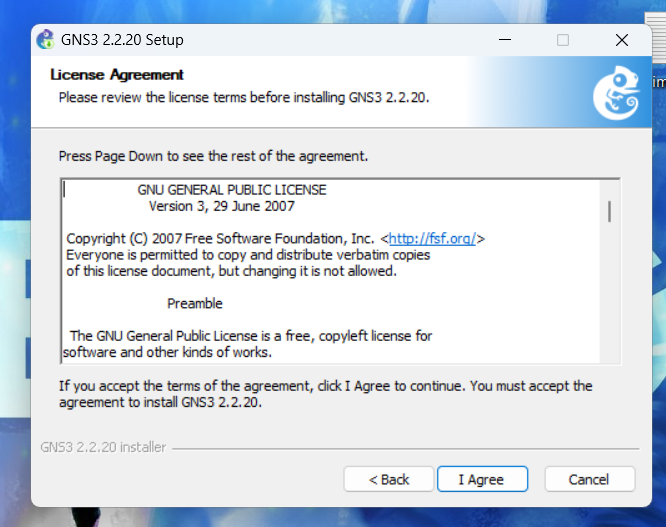 GNS3 2.2.20 Setup
License Agreement
Please review the license terms before installing GNS3 2.2.20.
Press Page Down to see the rest of the agreement.
GNU GENERAL PUBLIC LICENSE
Version 3, 29 June 2007
Copyright (C) 2007 Free Software Foundation, Inc. <http://fsf.org/>
Everyone is permitted to copy and distribute verbatim copies
of this license document, but changing it is not allowed.
Preamble
The GNU General Public License is a free, copyleft license for
software and other kinds of works.
If you accept the terms of the agreement, click I Agree to continue. You must accept the
agreement to install GNS3 2.2.20.
GNS3 2.2.20 installer
< Back I Agree Cancel